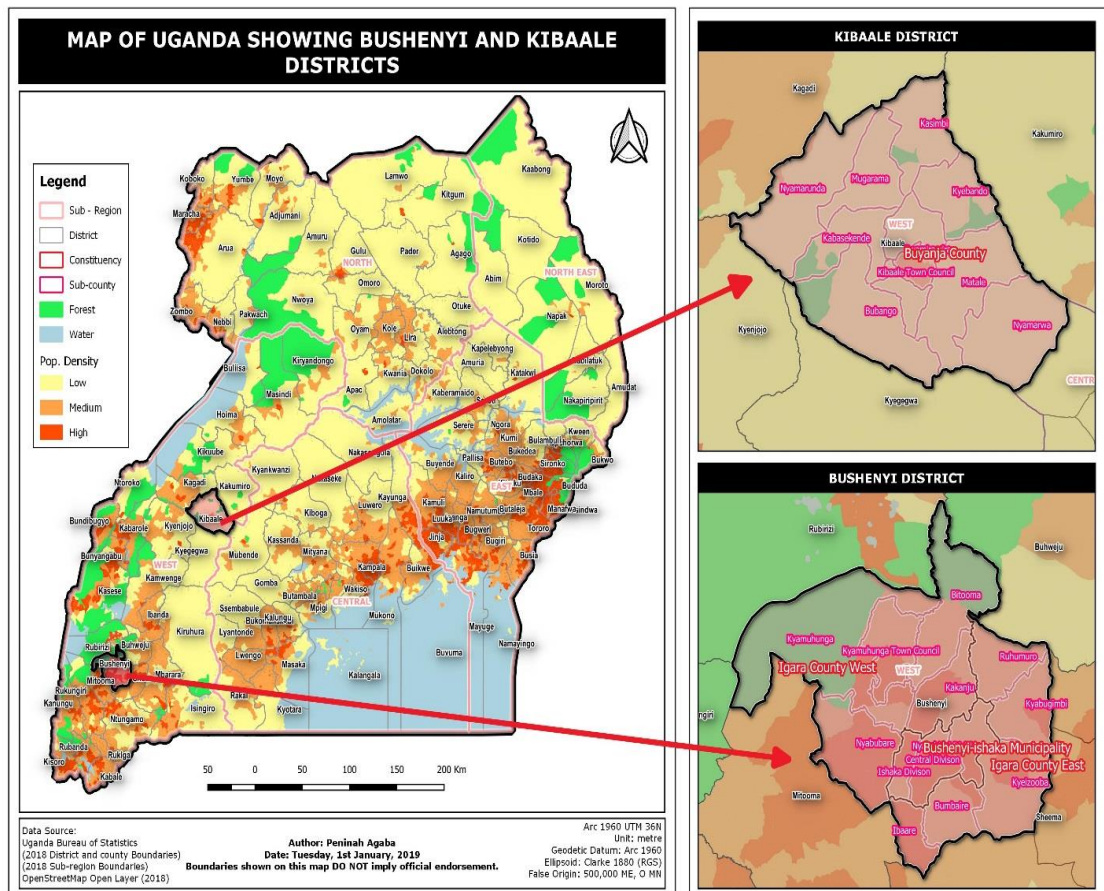 MAP OF UGANDA SHOWING BUSHENYI AND KIBAALE
DISTRICTS
Legend
Sub - Region
District
Constituency
Sub-county
Forest
Water
Pop. Density
Low
Medium
High
Kaabong
Lamwo
Kitgum
Koboko
Yumbe
Moyo
Maracha
Adjumani
Arua
Amuru
Gulu
Pader
Agago
Kotido
NORTH
Abim
NORTH EAST
Moroto
Omoro
Nwoya
Otuke
Napak
Zombo
Nebbi
Pakwach
Oyam
Kole
Lira
Alebtong
Kapelebyong
Amuria
Katakwi
Buliisa
Kiryandongo
Kwania
Dokolo
Kaberamaido
Amudat
Masindi
Apac
Nakapiripirit
Hoima
Amolatar
Serere
Ngora
Kumi
Bulambuli
Kween
Bukwo
Kikuube
Nakasongola
Buyende
Pallisa
Butebo
Bukedea
Sironko
Kyankwanzi
Kaliro
Budaka
Ntoroko
Kagadi
Kakumiro
EAST
Mbale
Bududa
Kibaale
Kayunga
Kamuli
Namutumba
Butaleja
Bundibugyo
Kabarole
Kyenjojo
Kiboga
Luwero
Luuka
Bugweri
Tororo
Bunyangabu
Kyegegwa
Mubende
Kassanda
Mityana
Jinja
Bugiri
Busia
WEST
Kamwenge
Kampala
Buikwe
Kasese
Gomba
Wakiso
Butambala
Mpigi
CENTRAL
Mukono
Ibanda
Ssembabule
Kalungu
Mayuge
Namayingo
Rubirizi
Buhweju
Kiruhura
Lyantonde
Buvuma
Bushenyi
Lwengo
Masaka
Kalangala
Mitooma
Mbarara
Rukungiri
Kanungu
Rakai
Ntungamo
Isingiro
Kyotara
Rubanda
Rukiga
Kisoro
Kabale
50 0 50 100 150 200 Km
Data Source:
Uganda Bureau of Statistics
(2018 District and county Boundaries)
(2018 Sub-region Boundaries)
OpenStreetMap Open Layer (2018)
Author: Peninah Agaba
Date: Tuesday, 1st January, 2019
Boundaries shown on this map DO NOT imply official endorsement.
Arc 1960 UTM 36N
Unit: metre
Geodetic Datum: Arc 1960
Ellipsoid: Clarke 1880 (RGS)
False Origin: 500,000 ME, O MN
KIBAALE DISTRICT
Kagadi
Kasimbi
Kakumiro
Mugarama
Nyamarunda
Kyebando
WEST
Kabasekende
Kibaale
Buyanja County
Kibaale Town Council
Matale
Bubango
Nyamarwa
Kyenjojo
Kyegegwa
CENTR
BUSHENYI DISTRICT
Rubirizi
Buhweju
Bitooma
Kyamuhunga
Kyamuhunga Town Council
Ruhumuro
Igara County West
WEST
Kakanju
Bushenyi
Kyabugimbi
Nyabubare
Bushenyi-ishaka Municipality
Central Divison
Igara County East
Ishaka Divison
Kyeizooba
Mitooma
Bumbaire
Sheema
Ibaare